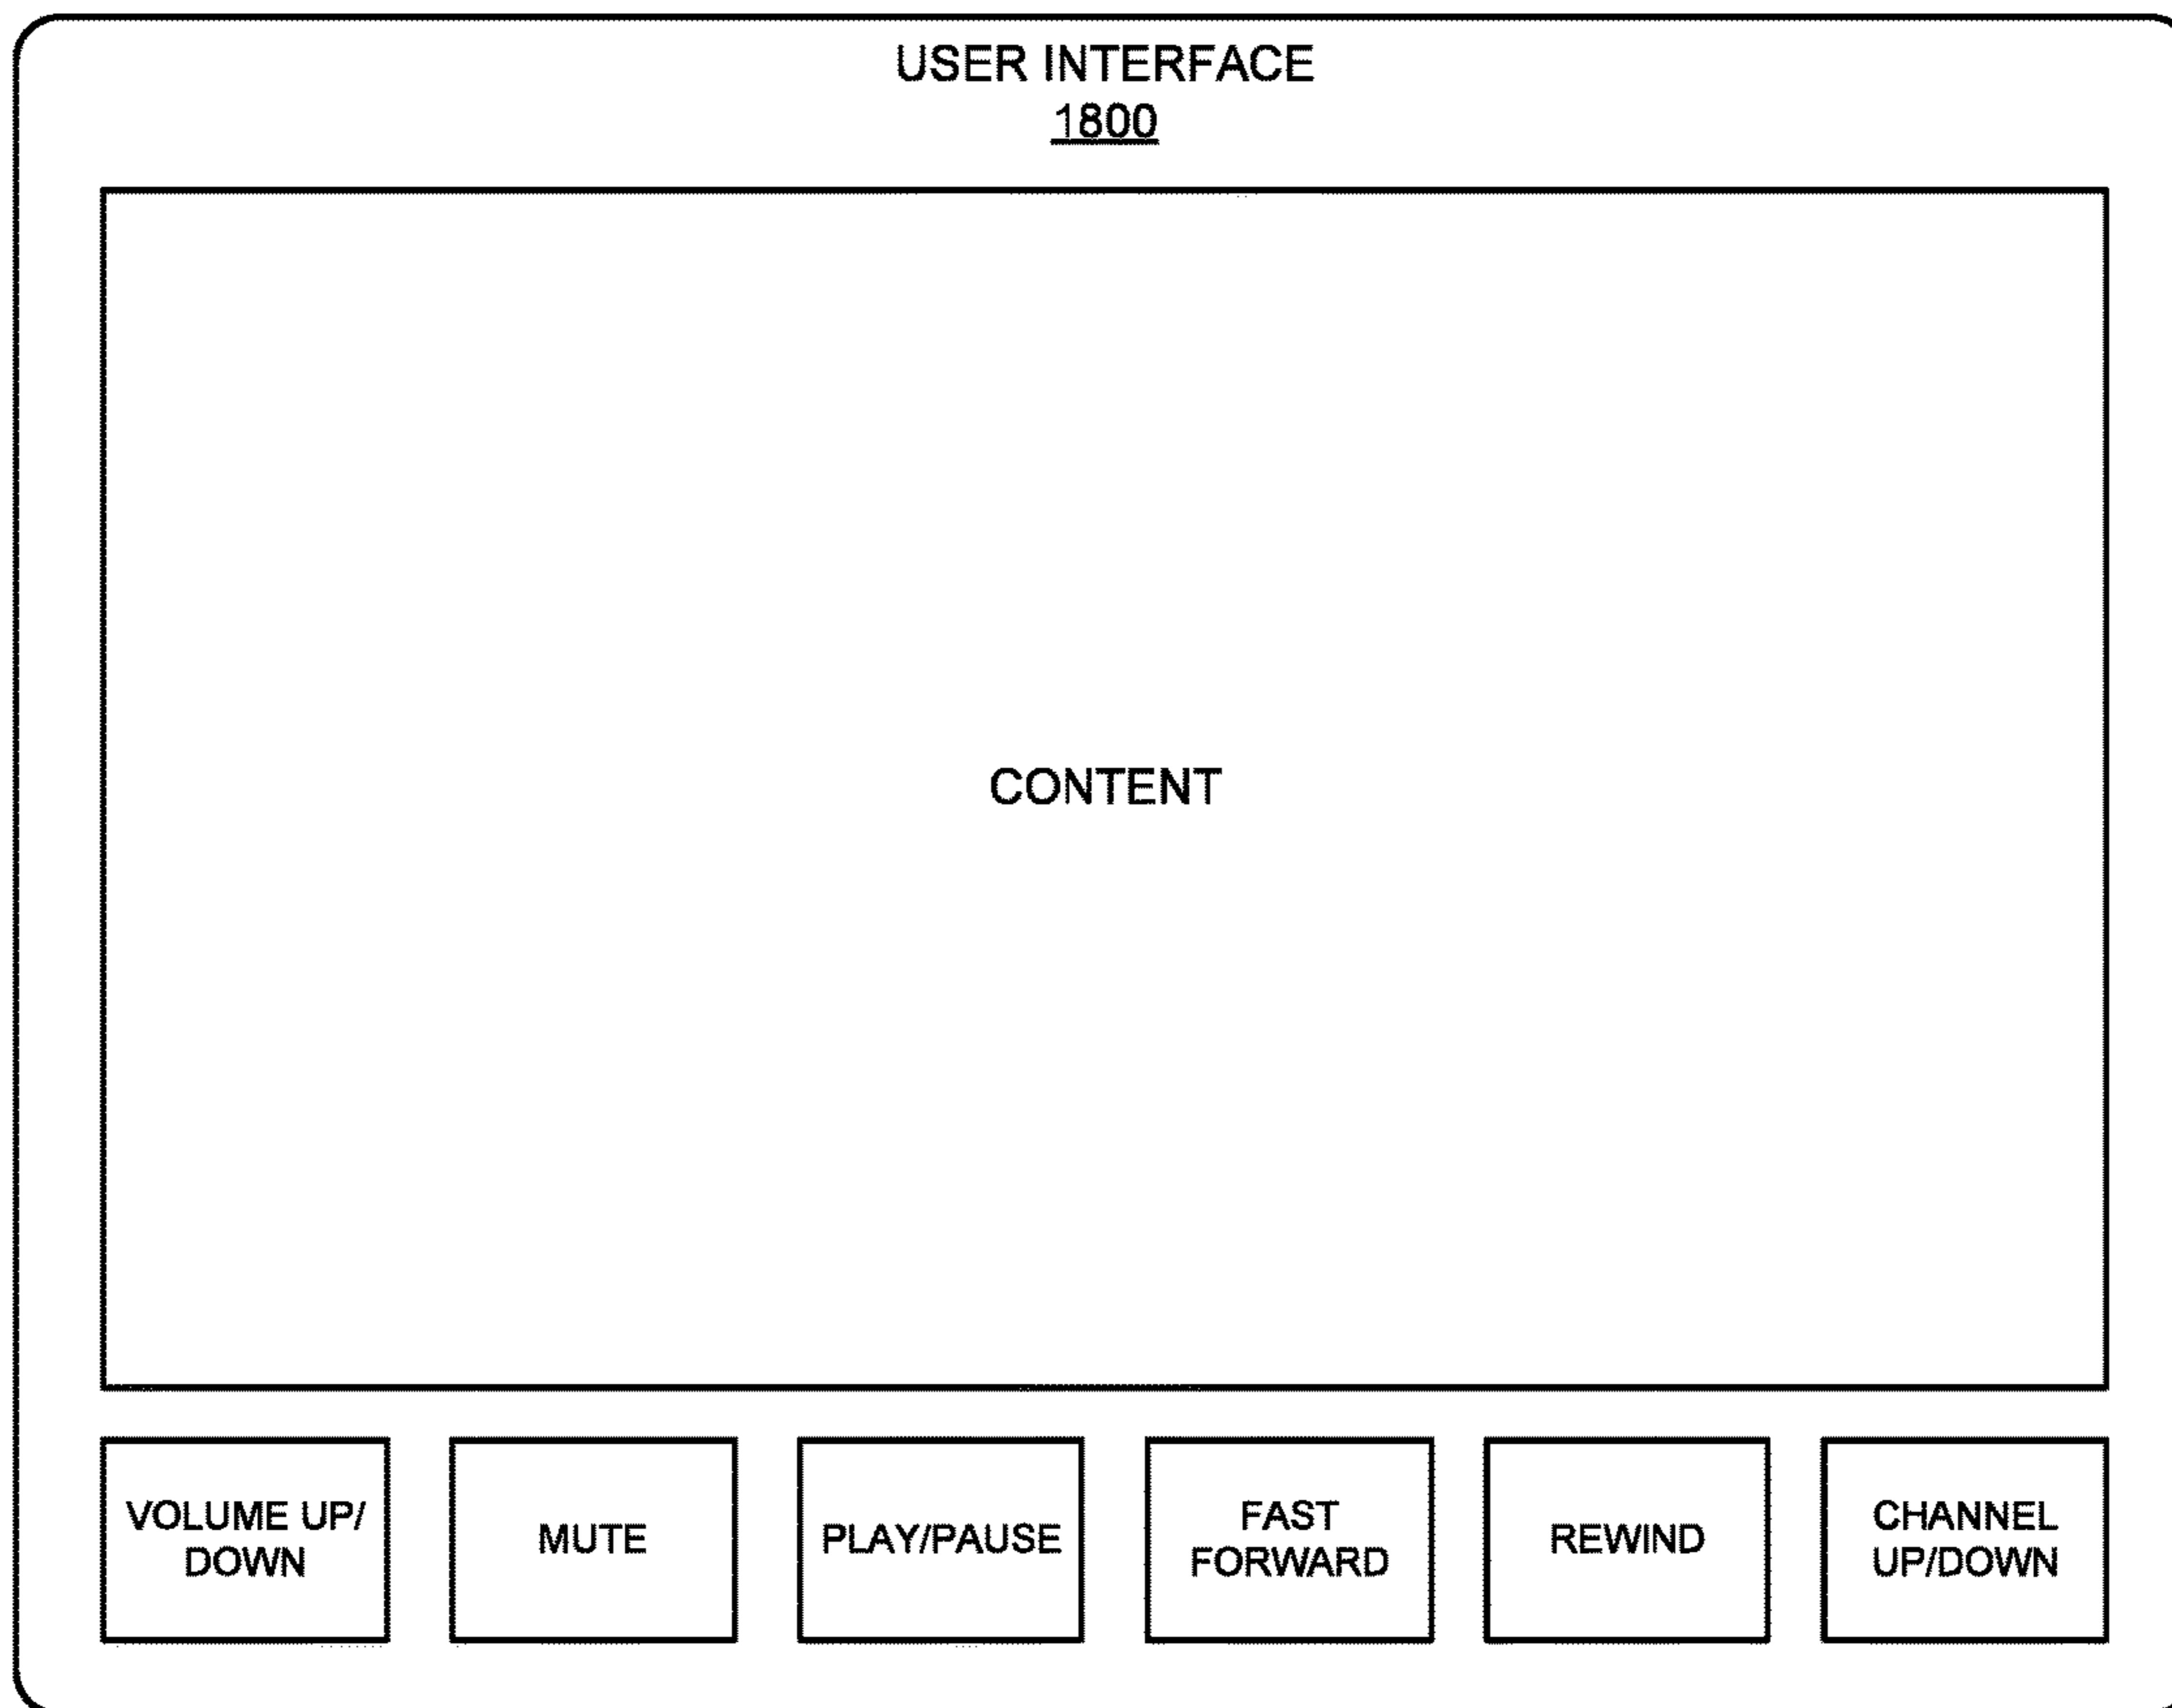 USER INTERFACE
1800
CONTENT
VOLUME UP/
DOWN
MUTE
PLAY/PAUSE
FAST
FORWARD
REWIND
CHANNEL
UP/DOWN